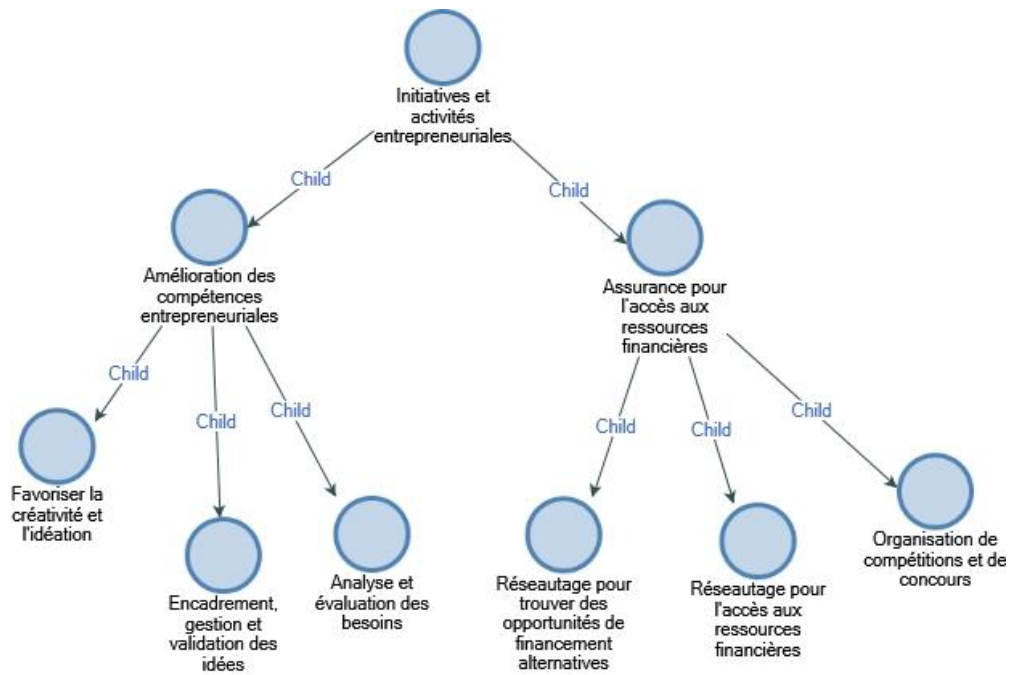 Initiatives et
activités
entrepreneuriales
Child
Child
Amélioration des
compétences
entrepreneuriales
Assurance pour
l'accès aux
ressources
financières
Child
Child
Child
Child
Child
Child
Favoriser la
créativité et
l'idéation
Encadrement,
gestion et
validation des
idées
Analyse et
évaluation des
besoins
Réseautage pour
trouver des
opportunités de
financement
alternatives
Réseautage pour
l'accès aux
ressources
financières
Organisation de
compétitions et de
concours